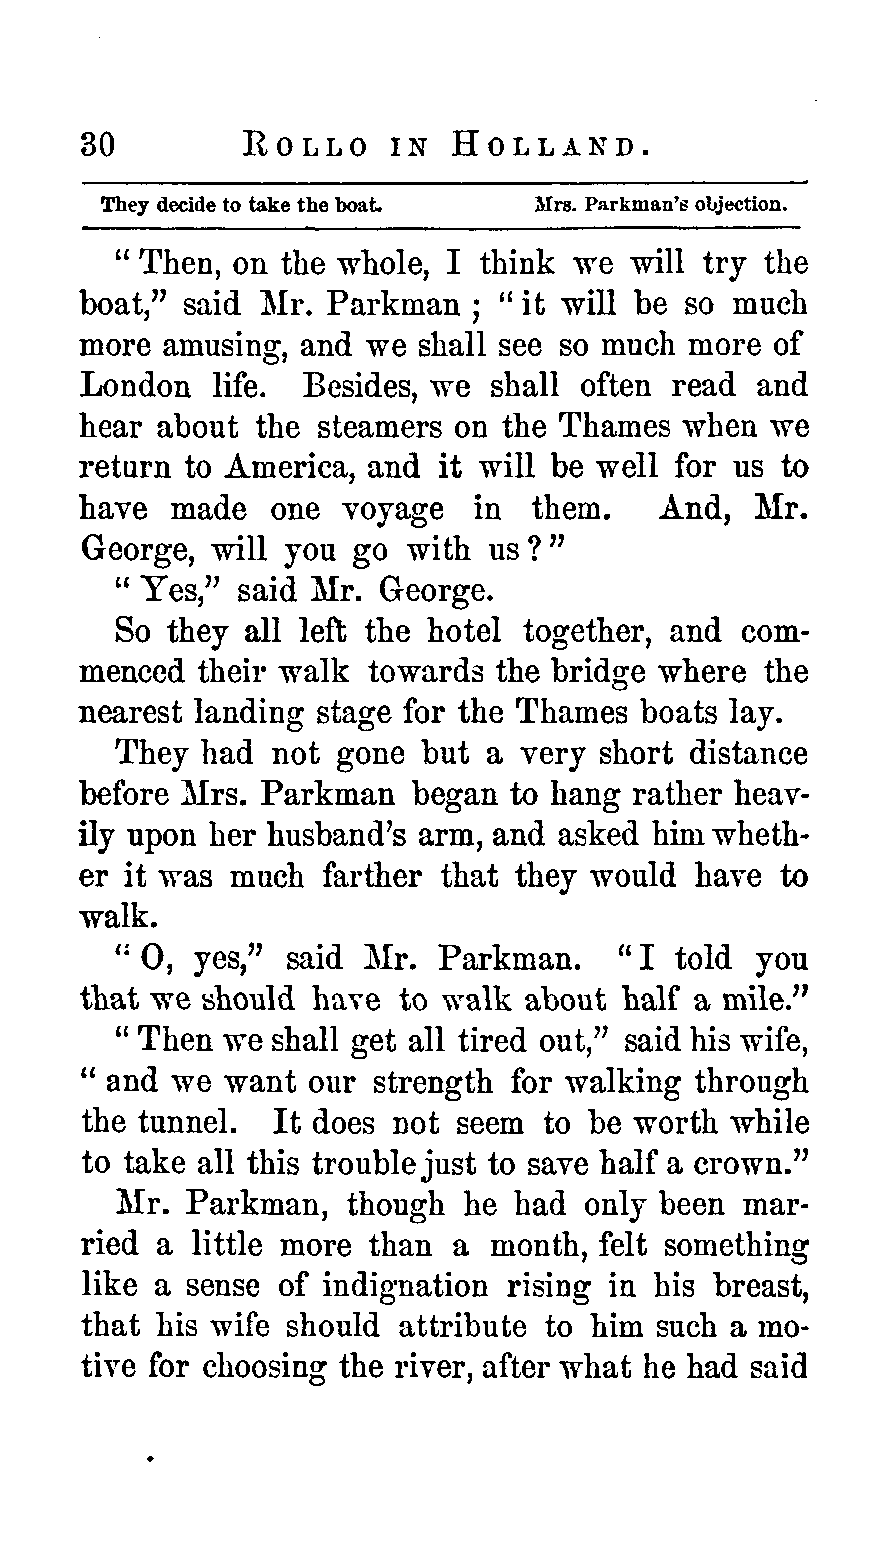 30 ROLLO IN HOLLAND.
They decide to take the boat. Mrs. Parkman's objection.
"Then, on the whole, I think we will try the
boat," said Mr. Parkman; "it will be so much
more amusing, and we shall see so much more of
London life. Besides, we shall often read and
hear about the steamers on the Thames when we
return to America, and it will be well for us to
have made one voyage in them. And, Mr.
George, will you go with us?"
"Yes," said Mr. George.
So they all left the hotel together, and com-
menced their walk towards the bridge where the
nearest landing stage for the Thames boats lay.
They had not gone but a very short distance
before Mrs. Parkman began to hang rather heav-
ily upon her husband's arm, and asked him wheth-
er it was much farther that they would have to
walk.
"O, yes," said Mr. Parkman. "I told you
that we should have to walk about half a mile."
"Then we shall get all tired out," said his wife,
"and we want our strength for walking through
the tunnel. It does not seem to be worth while
to take all this trouble just to save half a crown."
Mr. Parkman, though he had only been mar-
ried a little more than a month, felt something
like a sense of indignation rising in his breast,
that his wife should attribute to him such a mo-
tive for choosing the river, after what he had said